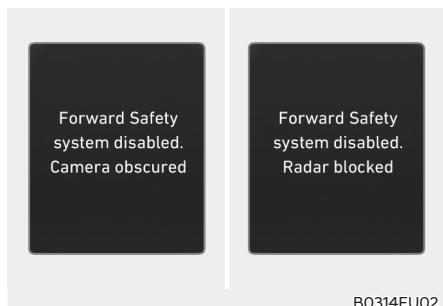 Forward Safety
system disabled.
Camera obscured
Forward Safety
system disabled.
Radar blocked
B0314EU02